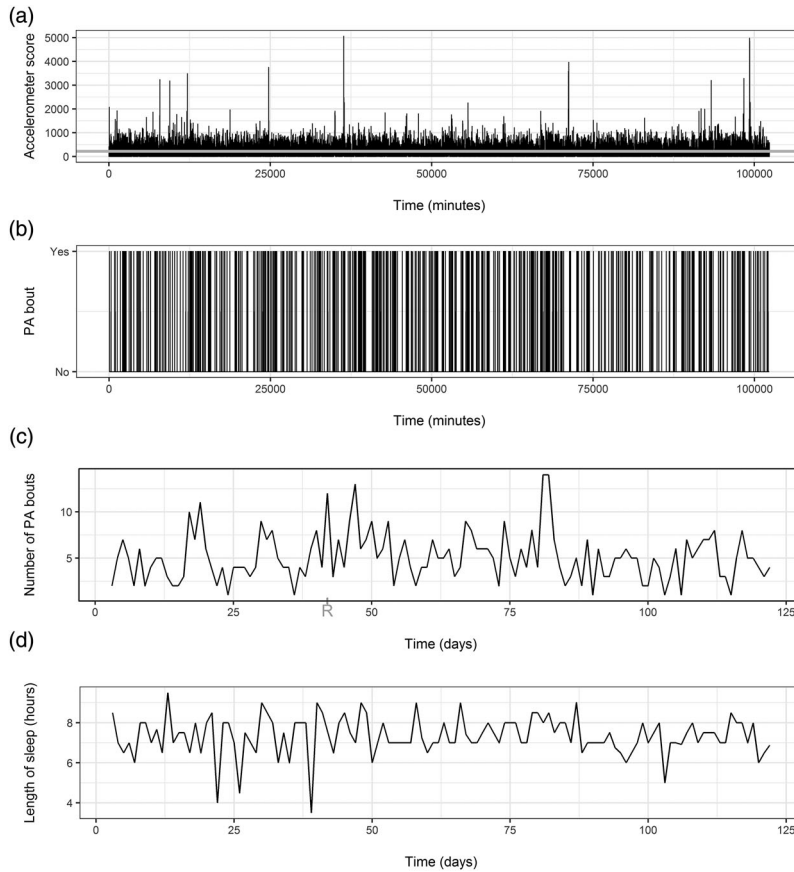 (a)
Accelerometer score
5000
4000
3000
2000
1000
0
0 25000 50000 75000 100000
Time (minutes)
(b)
PA bout
Yes
No
0 25000 50000 75000 100000
Time (minutes)
(c)
Number of PA bouts
10
5
0 25 50 75 100 125
R
Time (days)
(d)
Length of sleep (hours)
8
6
4
0 25 50 75 100 125
Time (days)